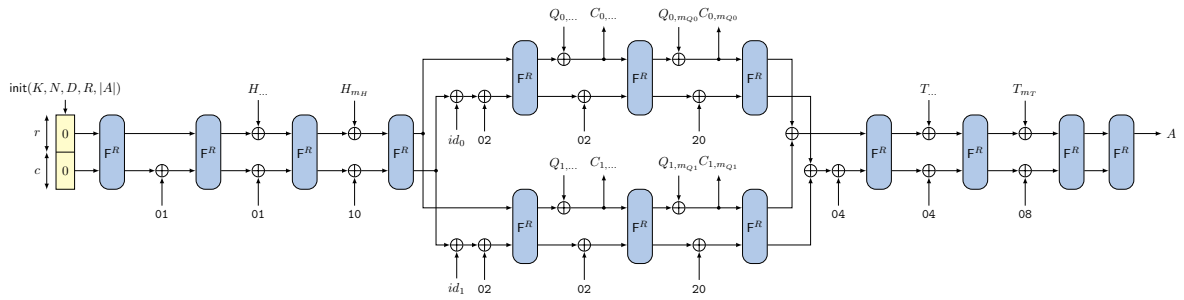 Q_{0,...} C_{0,...} Q_{0,m_{Q0}} C_{0,m_{Q0}}
F^R F^R F^R
init(K, N, D, R, |A|) H_{...} H_{m_H} T_{...} T_{m_T}
id_0 02 02 20
r 0 A
F^R F^R F^R F^R F^R F^R F^R F^R
c 0
Q_{1,...} C_{1,...} Q_{1,m_{Q1}} C_{1,m_{Q1}}
01 01 10 04 04 08
F^R F^R F^R
id_1 02 02 20